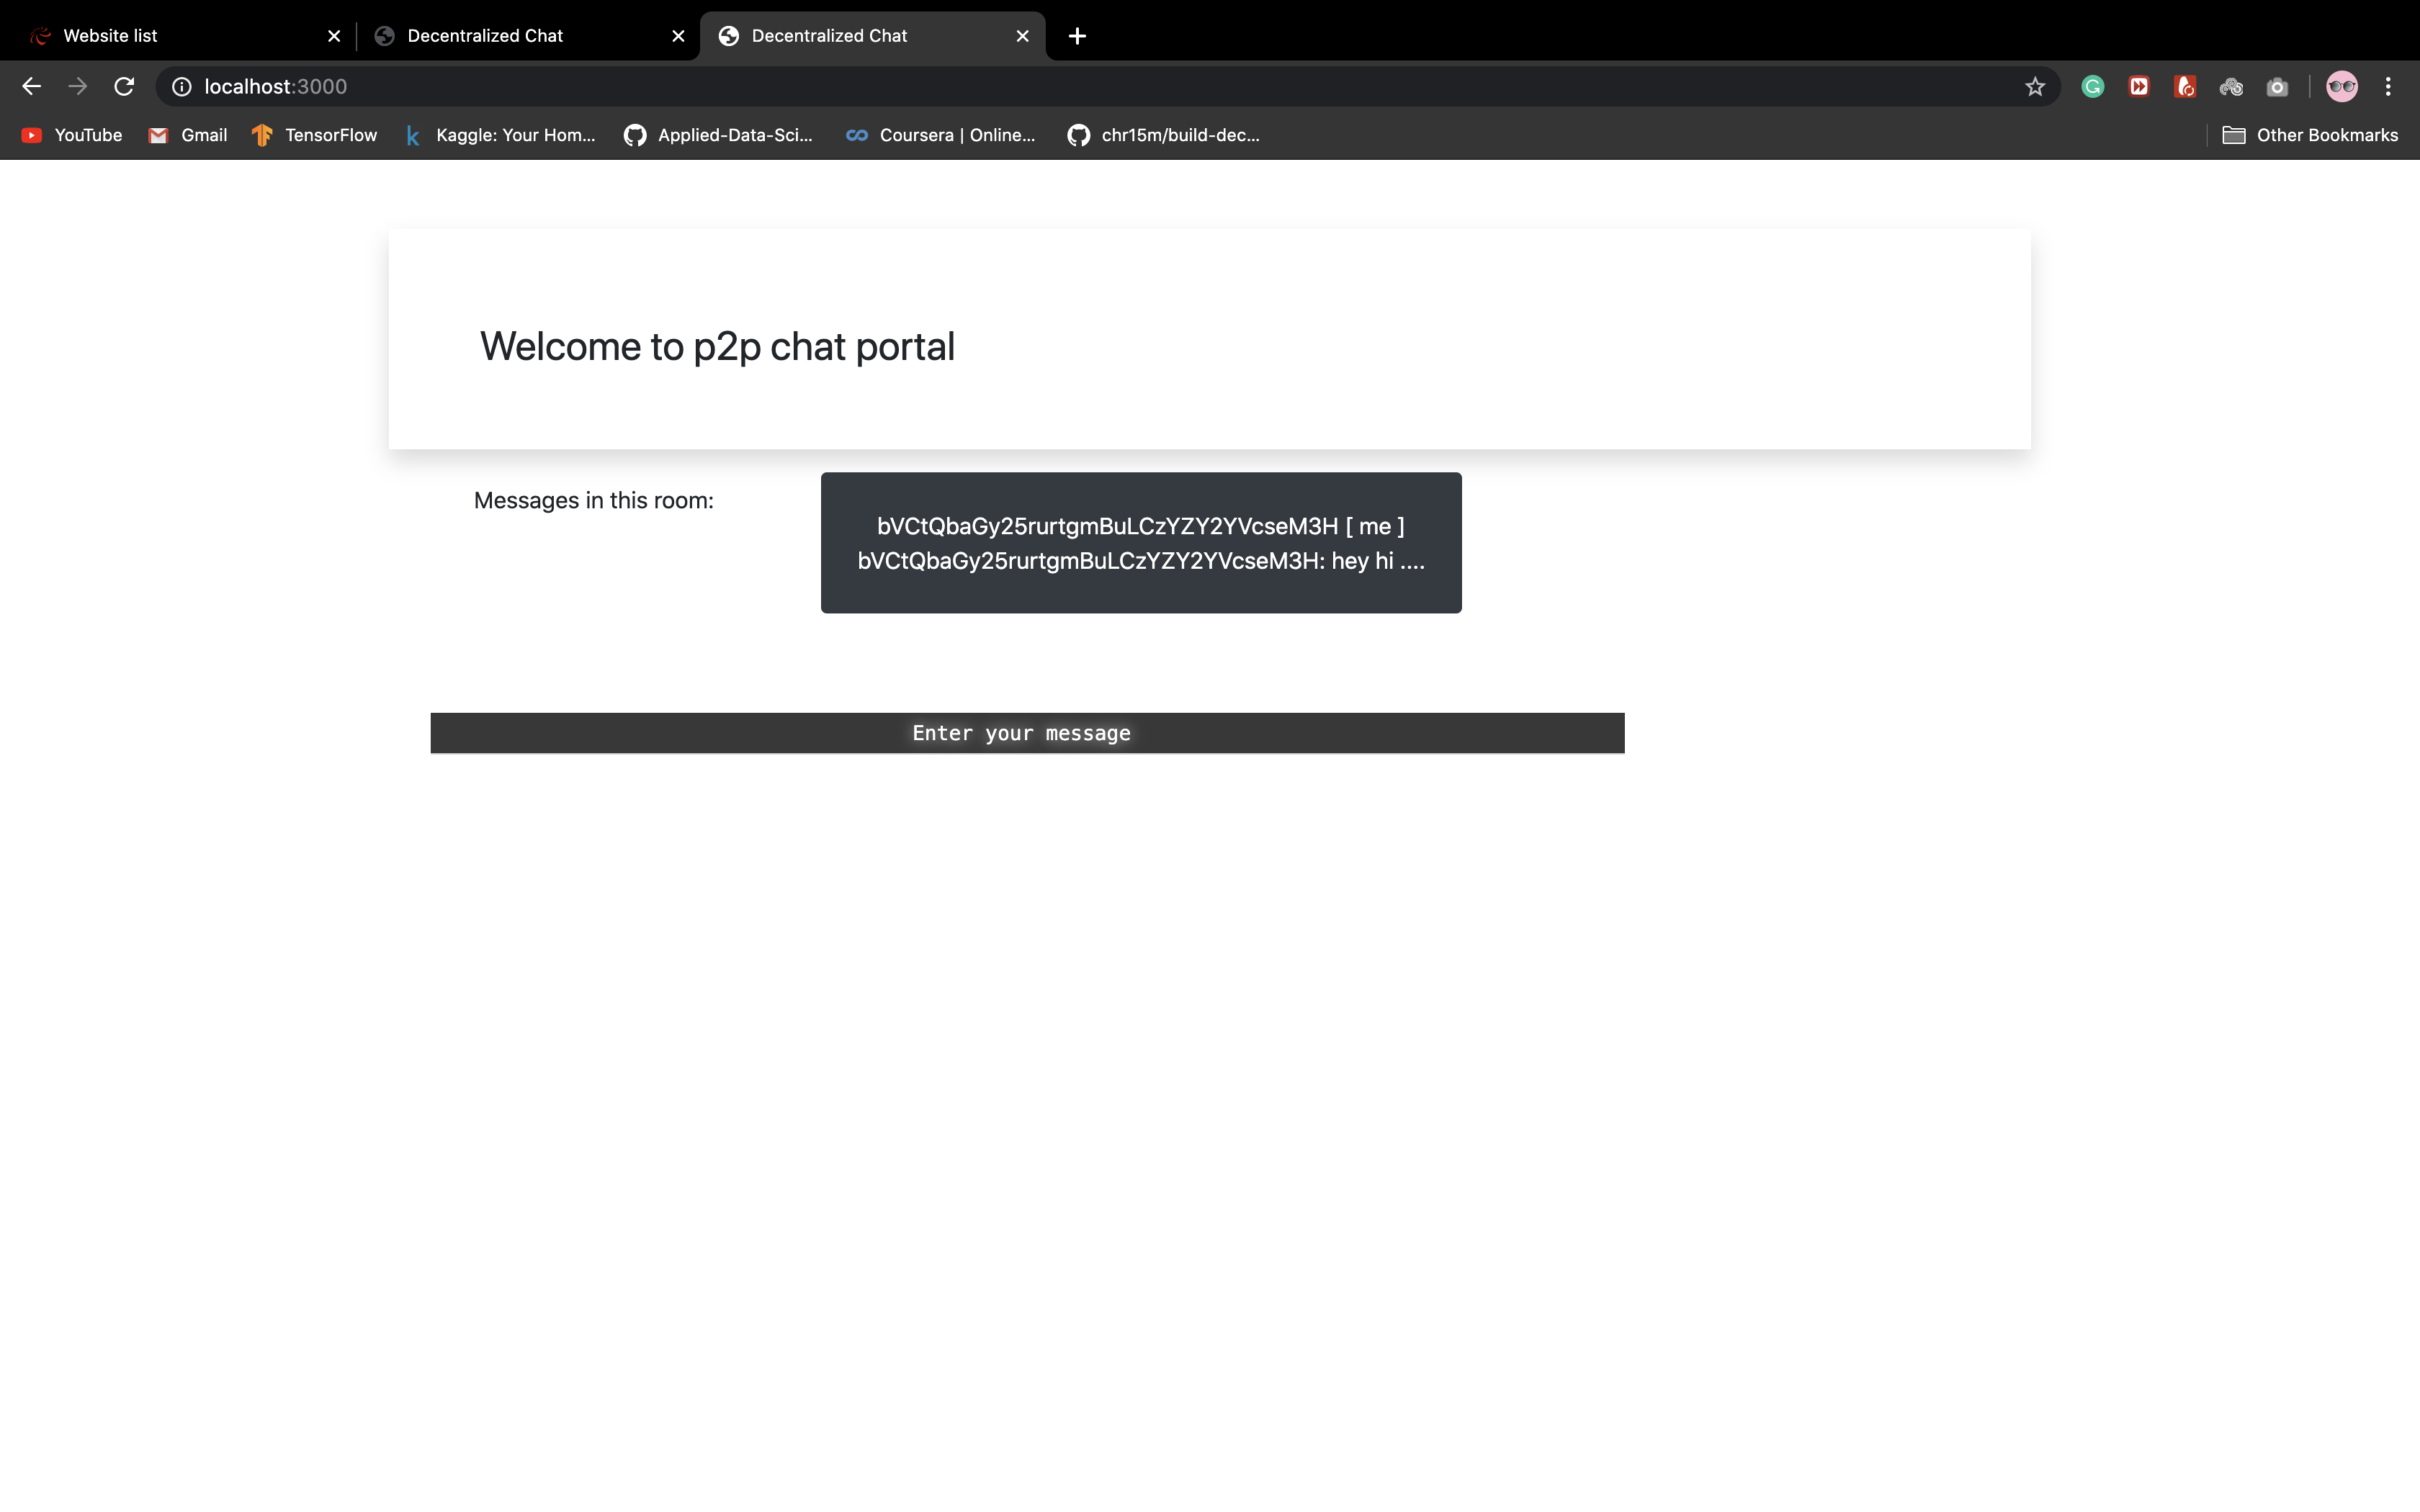 Website list
Decentralized Chat
Decentralized Chat
localhost:3000
YouTube
Gmail
TensorFlow
k
Kaggle: Your Hom...
Applied-Data-Sci...
Coursera | Online...
chr15m/build-dec...
Other Bookmarks
Welcome to p2p chat portal
Messages in this room:
bVCtQbaGy25rurtgmBuLCzYZY2YVcseM3H [ me ]
bVCtQbaGy25rurtgmBuLCzYZY2YVcseM3H: hey hi ....
Enter your message